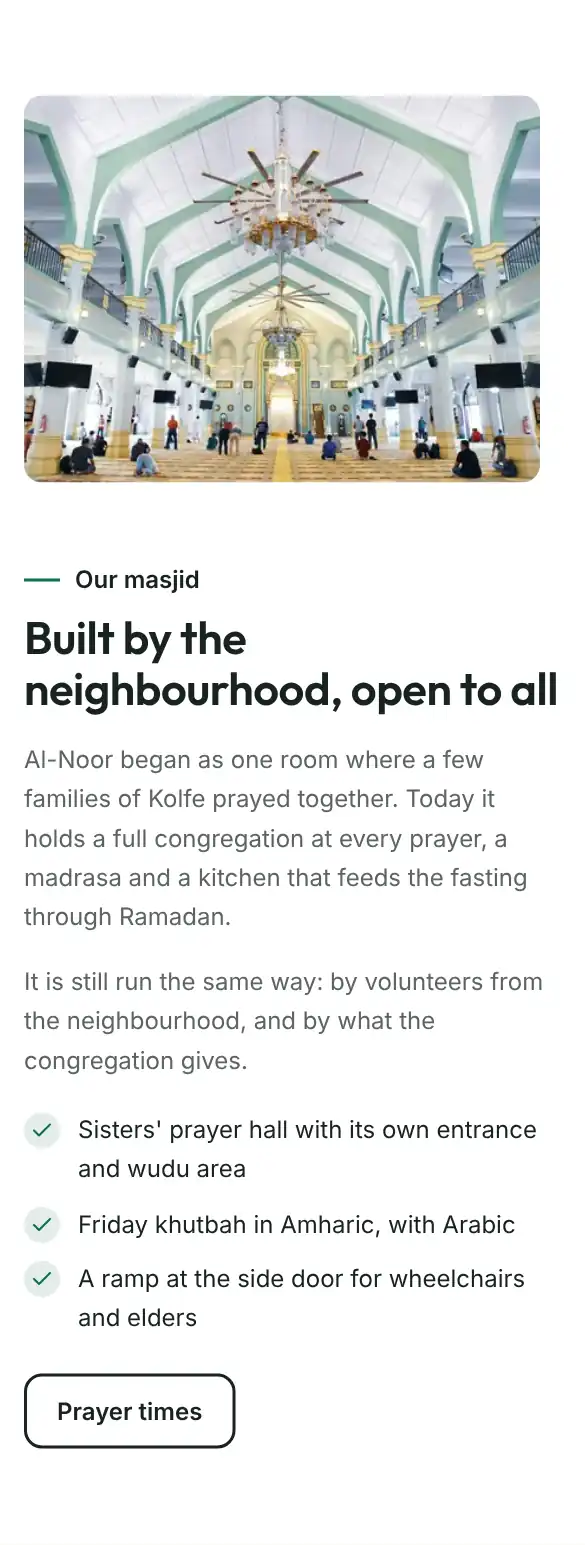 Our masjid
Built by the
neighbourhood, open to all
Al-Noor began as one room where a few
families of Kolfe prayed together. Today it
holds a full congregation at every prayer, a
madrasa and a kitchen that feeds the fasting
through Ramadan.
It is still run the same way: by volunteers from
the neighbourhood, and by what the
congregation gives.
Sisters' prayer hall with its own entrance
and wudu area
Friday khutbah in Amharic, with Arabic
A ramp at the side door for wheelchairs
and elders
Prayer times